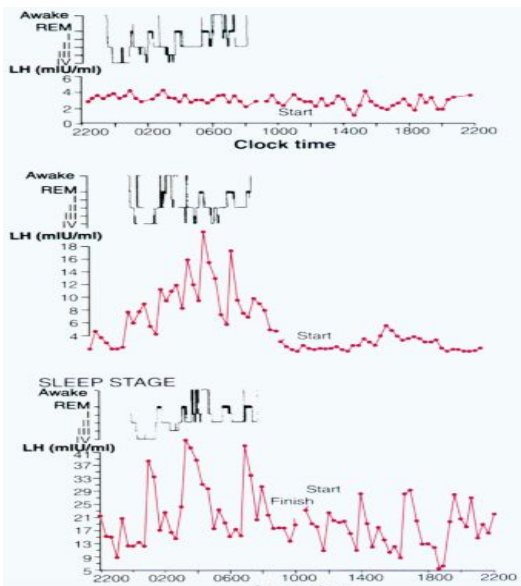 Awake
REM
I
II
III
IV
LH (mIU/ml)
6
4
2
0
Start
2200 0200 0600 1000 1400 1800 2200
Clock time
Awake
REM
I
II
III
IV
LH (mIU/ml)
18
16
14
12
10
8
6
4
Start
SLEEP STAGE
Awake
REM
I
II
III
IV
LH (mIU/ml)
41
37
33
29
25
21
17
13
9
5
Start
Finish
2200 0200 0600 1000 1400 1800 2200